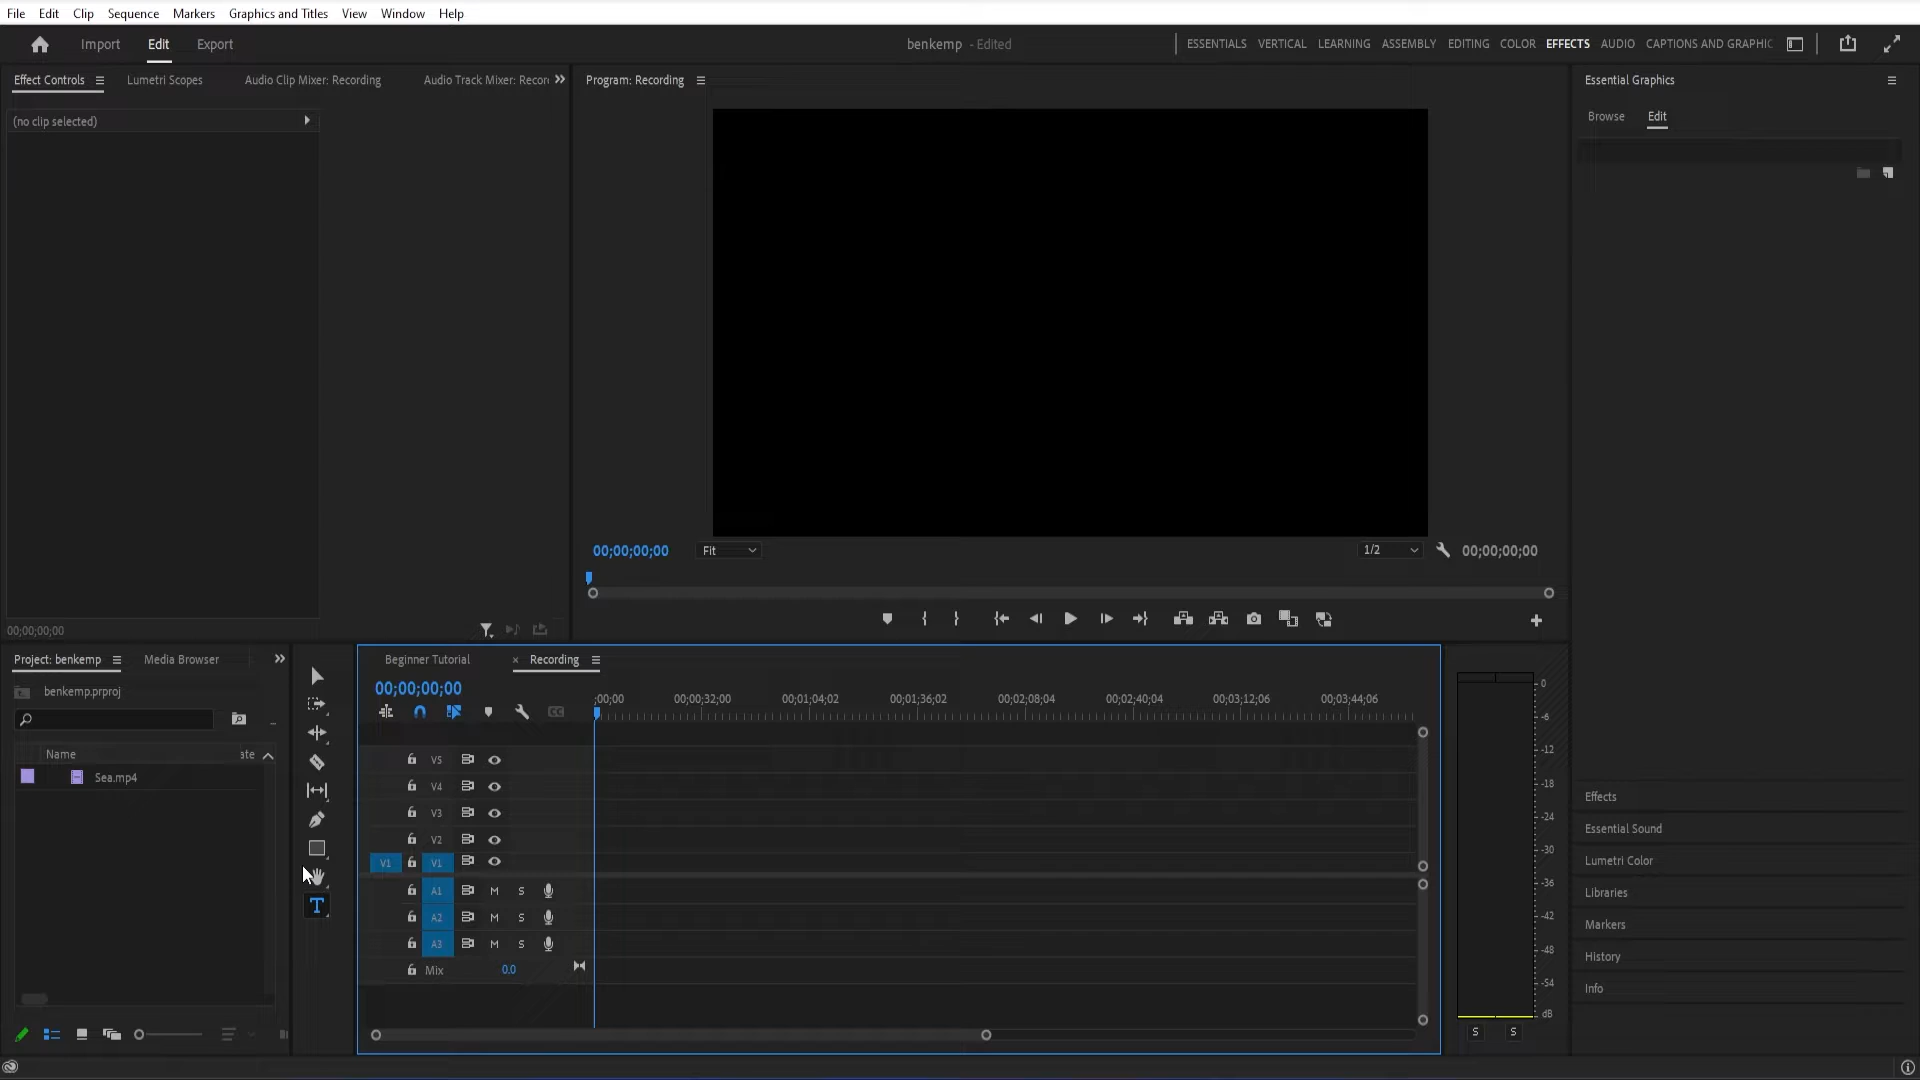 File Edit Clip Sequence Markers Graphics and Titles View Window Help
Import Edit Export
benkemp - Edited
ESSENTIALS VERTICAL LEARNING ASSEMBLY EDITING COLOR EFFECTS AUDIO CAPTIONS AND GRAPHIC
Effect Controls Lumetri Scopes Audio Clip Mixer: Recording Audio Track Mixer: Recor
(no clip selected)
00;00;00;00
Program: Recording
00;00;00;00 Fit 1/2 00;00;00;00
Essential Graphics
Browse Edit
Project: benkemp Media Browser
benkemp.prproj
Name ate
Sea.mp4
T
Beginner Tutorial × Recording
00;00;00;00
;00;00 00;00;32;00 00;01;04;02 00;01;36;02 00;02;08;04 00;02;40;04 00;03;12;06 00;03;44;06
CC
V5
V4
V3
V2
V1 V1
A1 M S
A2 M S
A3 M S
Mix 0.0
0
-6
-12
-18
-24
-30
-36
-42
-48
-54
dB
S S
Effects
Essential Sound
Lumetri Color
Libraries
Markers
History
Info